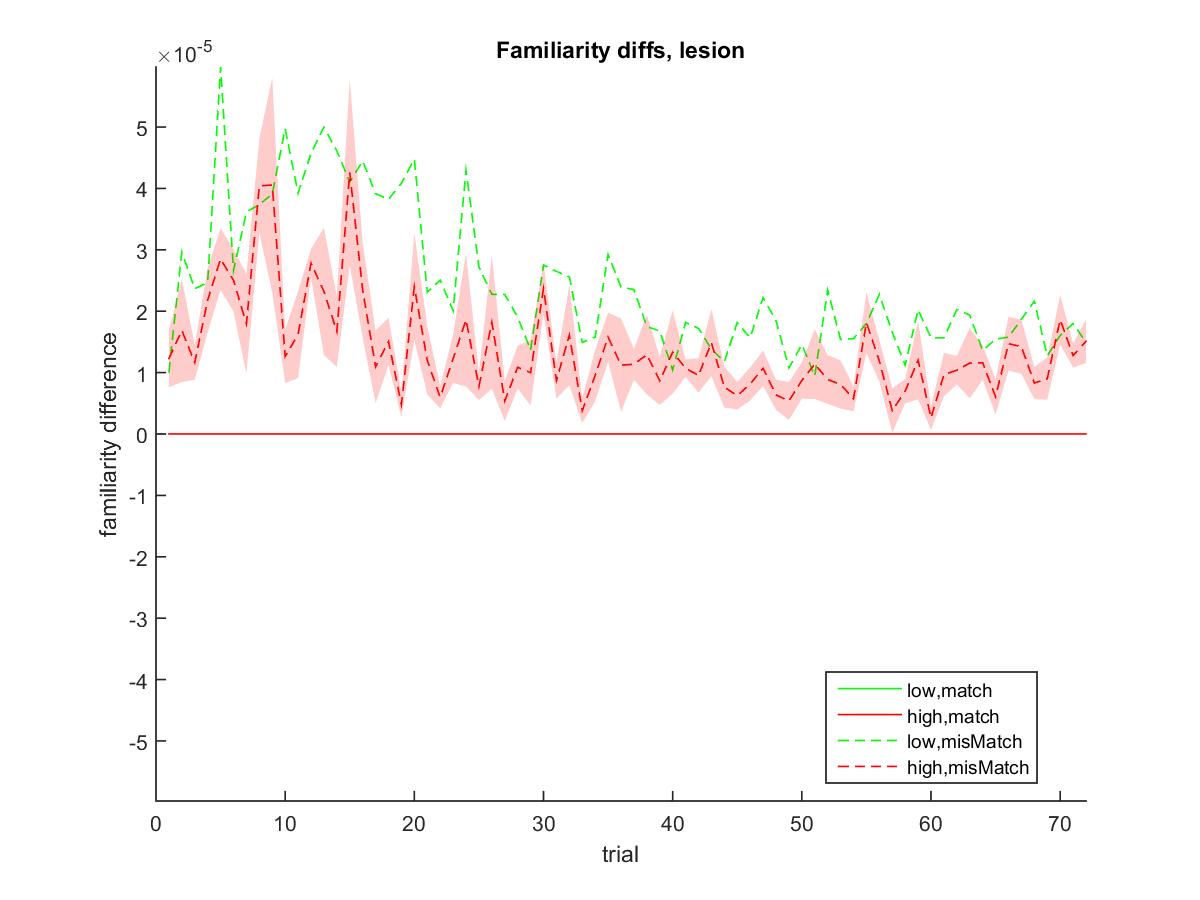 Familiarity diffs, lesion
×10-5
5
4
3
2
1
0
-1
-2
-3
-4
-5
familiarity difference
low,match
high,match
low,misMatch
high,misMatch
0 10 20 30 40 50 60 70
trial